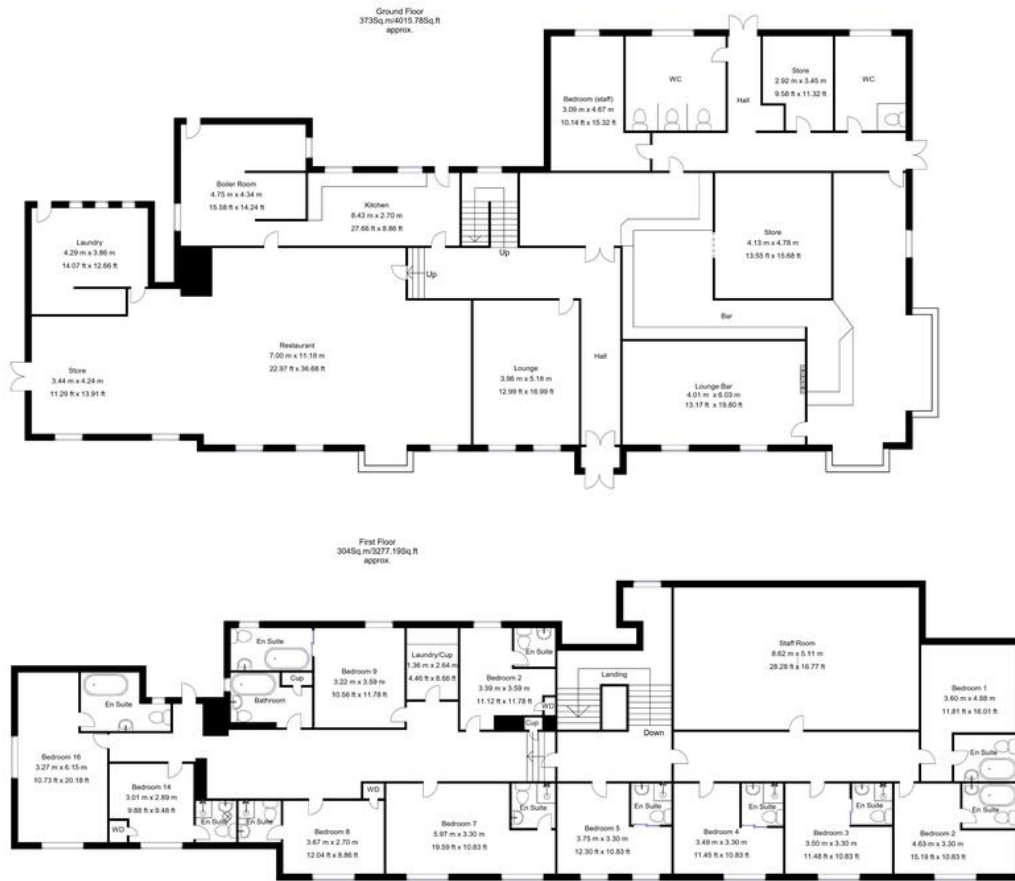 Ground Floor
373Sq.m/4015.78Sq.ft
approx.
Bedroom (staff)
3.09 m x 4.67 m
10.14 ft x 15.32 ft
WC
Hall
Store
2.92 m x 3.45 m
9.58 ft x 11.32 ft
WC
Boiler Room
4.75 m x 4.34 m
15.58 ft x 14.24 ft
Kitchen
8.43 m x 2.70 m
27.66 ft x 8.86 ft
Laundry
4.29 m x 3.86 m
14.07 ft x 12.66 ft
Up
Up
Store
4.13 m x 4.78 m
13.55 ft x 15.68 ft
Bar
Store
3.44 m x 4.24 m
11.29 ft x 13.91 ft
Restaurant
7.00 m x 11.18 m
22.97 ft x 36.68 ft
Lounge
3.96 m x 5.18 m
12.99 ft x 16.99 ft
Hall
Lounge Bar
4.01 m x 6.03 m
13.17 ft x 19.80 ft
First Floor
304Sq.m/3277.19Sq.ft
approx.
En Suite
Bedroom 9
3.22 m x 3.59 m
10.56 ft x 11.78 ft
Laundry/Cup
1.36 m x 2.64 m
4.46 ft x 8.66 ft
Bedroom 2
3.39 m x 3.59 m
11.12 ft x 11.78 ft
En Suite
WD
Cup
Landing
Down
Staff Room
8.62 m x 5.11 m
28.28 ft x 16.77 ft
Bedroom 1
3.60 m x 4.88 m
11.81 ft x 16.01 ft
En Suite
Cup
Bathroom
En Suite
Bedroom 16
3.27 m x 6.15 m
10.73 ft x 20.18 ft
Bedroom 14
3.01 m x 2.89 m
9.88 ft x 9.48 ft
WD
En Suite
En Suite
WD
Bedroom 8
3.67 m x 2.70 m
12.04 ft x 8.86 ft
Bedroom 7
5.97 m x 3.30 m
19.59 ft x 10.83 ft
En Suite
Bedroom 5
3.75 m x 3.30 m
12.30 ft x 10.83 ft
En Suite
Bedroom 4
3.49 m x 3.30 m
11.45 ft x 10.83 ft
En Suite
Bedroom 3
3.50 m x 3.30 m
11.48 ft x 10.83 ft
En Suite
Bedroom 2
4.63 m x 3.30 m
15.19 ft x 10.83 ft
En Suite